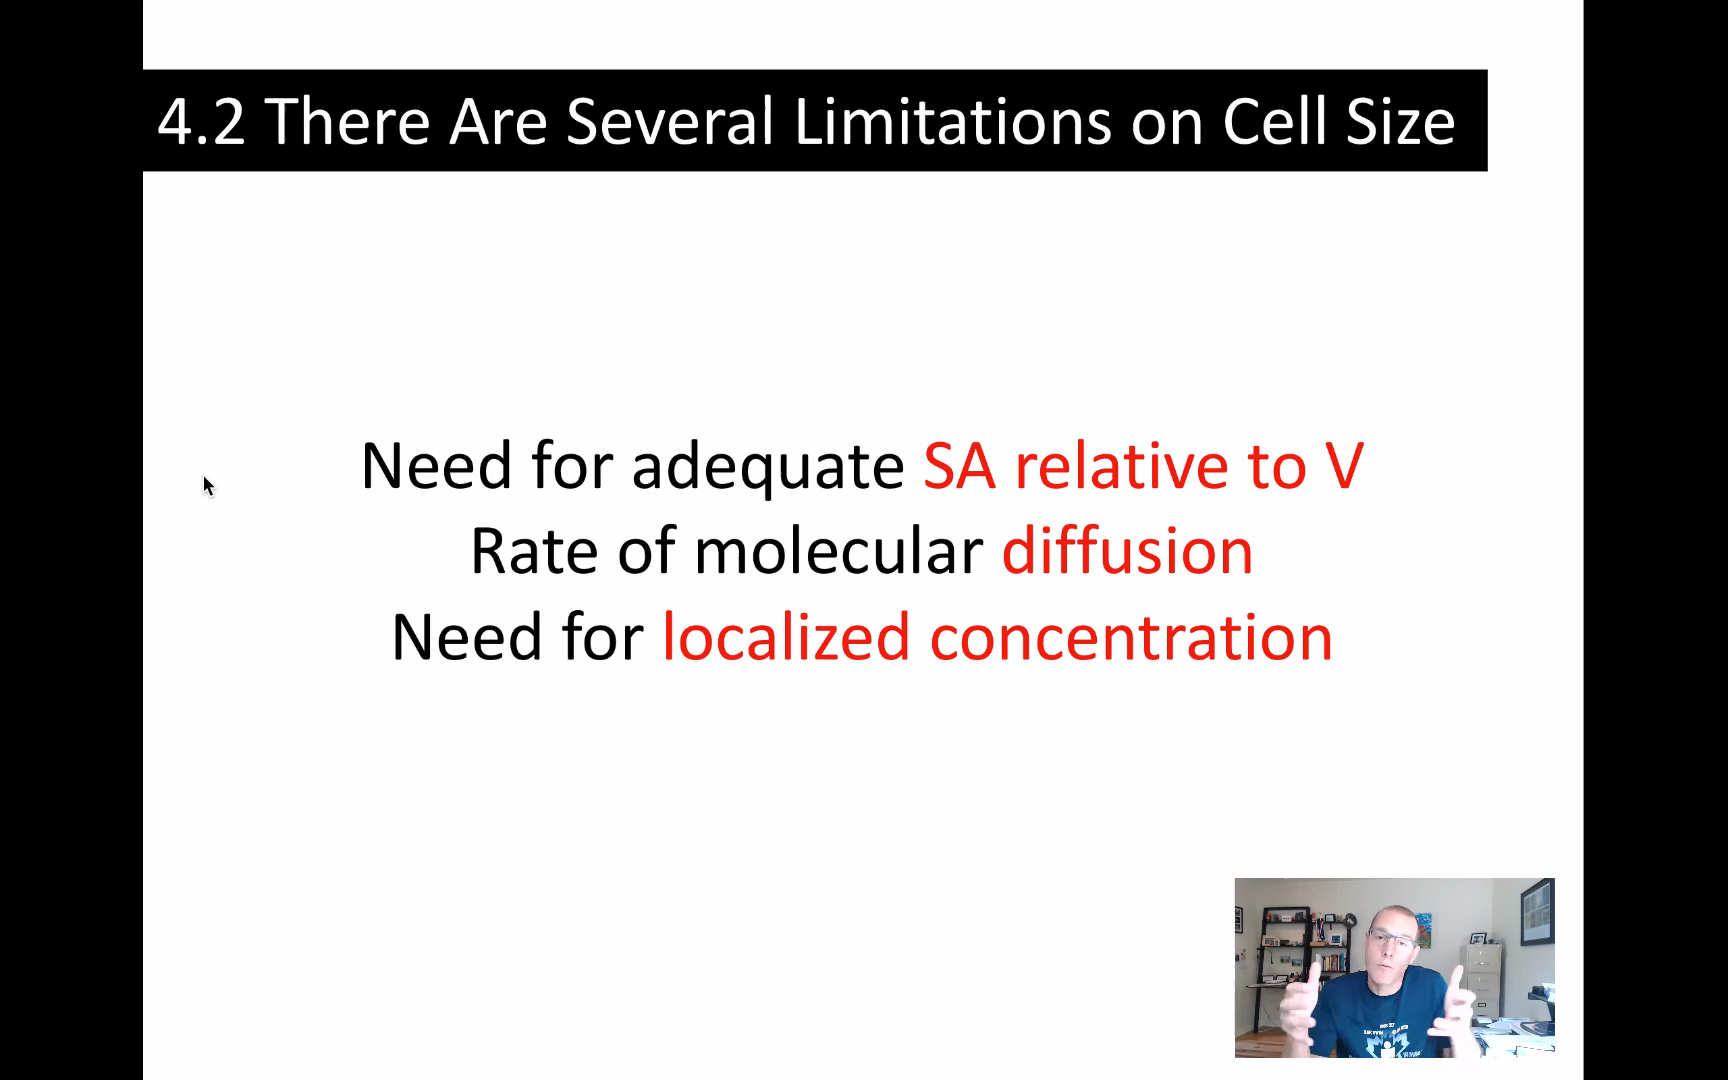 4.2 There Are Several Limitations on Cell Size
Need for adequate SA relative to V
Rate of molecular diffusion
Need for localized concentration